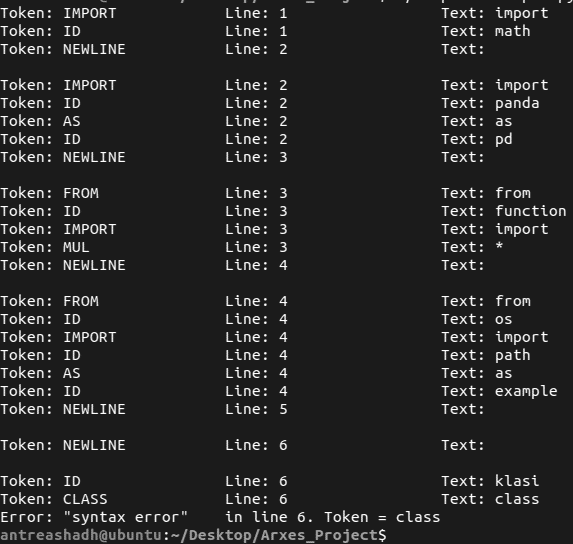 Token: IMPORT Line: 1 Text: import
Token: ID Line: 1 Text: math
Token: NEWLINE Line: 2 Text:
Token: IMPORT Line: 2 Text: import
Token: ID Line: 2 Text: panda
Token: AS Line: 2 Text: as
Token: ID Line: 2 Text: pd
Token: NEWLINE Line: 3 Text:
Token: FROM Line: 3 Text: from
Token: ID Line: 3 Text: function
Token: IMPORT Line: 3 Text: import
Token: MUL Line: 3 Text: *
Token: NEWLINE Line: 4 Text:
Token: FROM Line: 4 Text: from
Token: ID Line: 4 Text: os
Token: IMPORT Line: 4 Text: import
Token: ID Line: 4 Text: path
Token: AS Line: 4 Text: as
Token: ID Line: 4 Text: example
Token: NEWLINE Line: 5 Text:
Token: NEWLINE Line: 6 Text:
Token: ID Line: 6 Text: klasi
Token: CLASS Line: 6 Text: class
Error: "syntax error" in line 6. Token = class
antreashadh@ubuntu:~/Desktop/Arxes_Project$